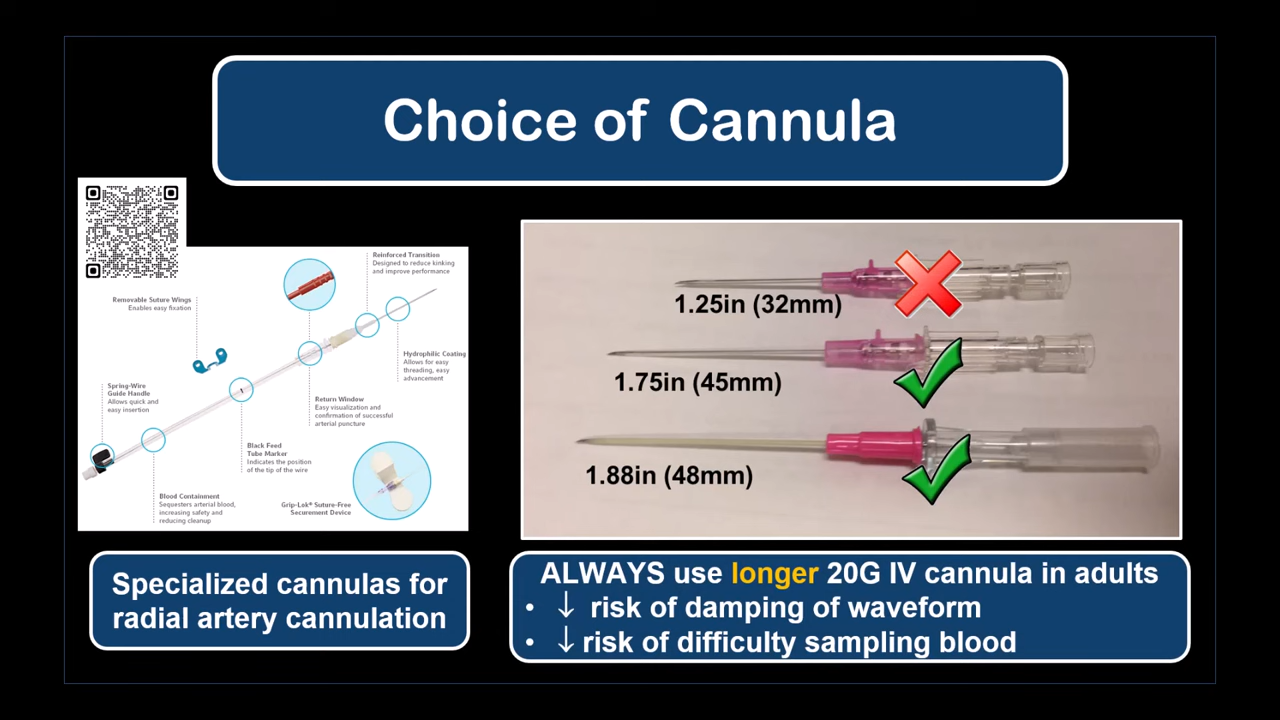 Choice of Cannula
Reinforced Transition
Designed to reduce kinking
and improve performance
Removable Suture Wings
Enables easy fixation
Hydrophilic Coating
Allows for easy
threading, easy
advancement
Spring-Wire
Guide Handle
Allows quick and
easy insertion
Return Window
Easy visualization and
confirmation of successful
arterial puncture
Black Feed
Tube Marker
Indicates the position
of the tip of the wire
Blood Containment
Sequesters arterial blood,
increasing safety and
reducing cleanup
Grip-Lok® Suture-Free
Securement Device
Specialized cannulas for
radial artery cannulation
1.25in (32mm)
1.75in (45mm)
1.88in (48mm)
ALWAYS use longer 20G IV cannula in adults
• ↓ risk of damping of waveform
• ↓ risk of difficulty sampling blood